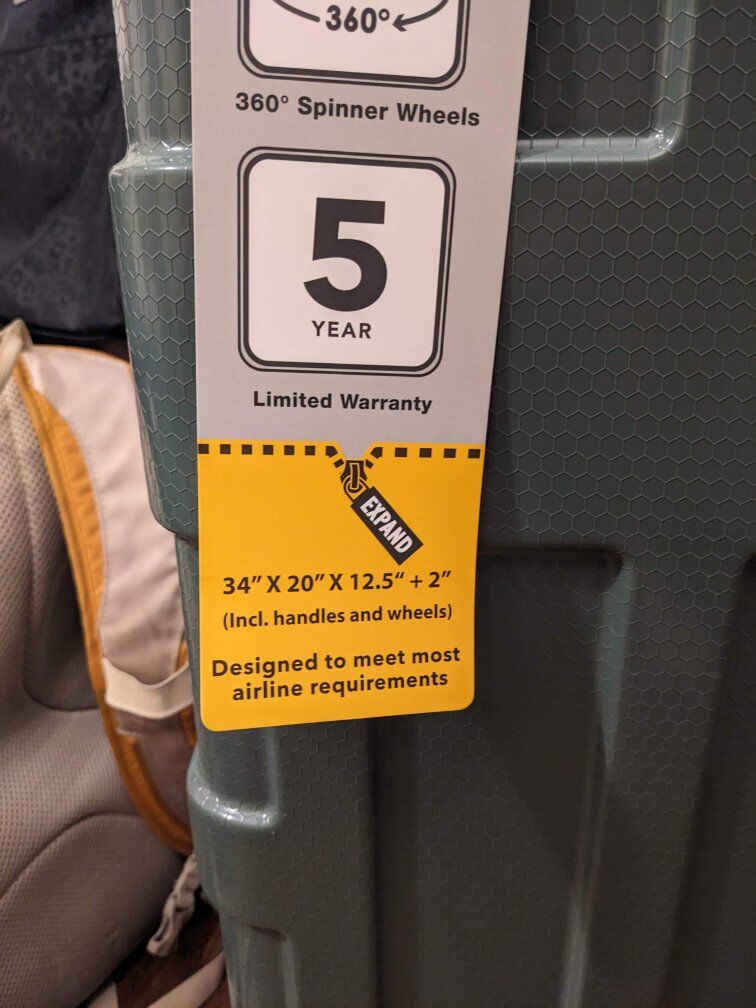 360°
360° Spinner Wheels
5
YEAR
Limited Warranty
EXPAND
34” X 20” X 12.5“ + 2”
(Incl. handles and wheels)
Designed to meet most
airline requirements